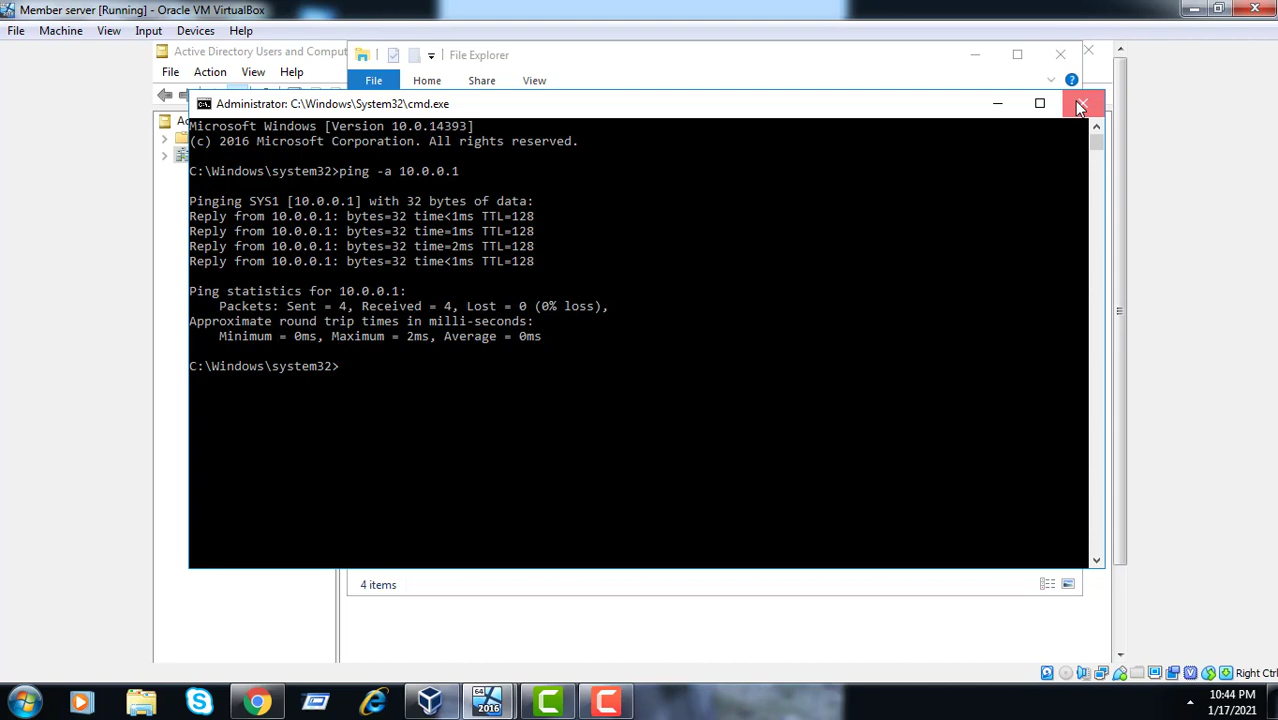 Member server [Running] - Oracle VM VirtualBox
File Machine View Input Devices Help
Active Directory Users and Comput
File Explorer
File Action View Help
File Home Share View
Administrator: C:\Windows\System32\cmd.exe
Microsoft Windows [Version 10.0.14393]
(c) 2016 Microsoft Corporation. All rights reserved.
C:\Windows\system32>ping -a 10.0.0.1
Pinging SYS1 [10.0.0.1] with 32 bytes of data:
Reply from 10.0.0.1: bytes=32 time<1ms TTL=128
Reply from 10.0.0.1: bytes=32 time=1ms TTL=128
Reply from 10.0.0.1: bytes=32 time=2ms TTL=128
Reply from 10.0.0.1: bytes=32 time<1ms TTL=128
Ping statistics for 10.0.0.1:
Packets: Sent = 4, Received = 4, Lost = 0 (0% loss),
Approximate round trip times in milli-seconds:
Minimum = 0ms, Maximum = 2ms, Average = 0ms
C:\Windows\system32>
4 items
Right Ctrl
64
2016
10:44 PM
1/17/2021